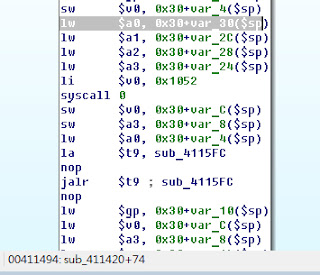 sw $v0, 0x30+var_4($sp)
lw $a0, 0x30+var_30($sp)
lw $a1, 0x30+var_2C($sp)
lw $a2, 0x30+var_28($sp)
lw $a3, 0x30+var_24($sp)
li $v0, 0x1052
syscall 0
sw $v0, 0x30+var_C($sp)
sw $a3, 0x30+var_8($sp)
lw $a0, 0x30+var_4($sp)
la $t9, sub_4115FC
nop
jalr $t9 ; sub_4115FC
nop
lw $gp, 0x30+var_10($sp)
lw $v0, 0x30+var_C($sp)
lw $a3, 0x30+var_8($sp)
00411494: sub_411420+74